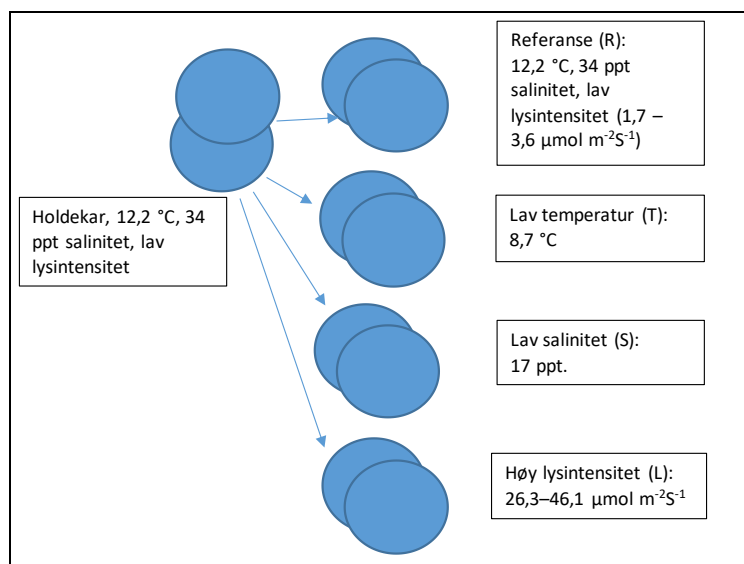 Referanse (R):
12,2 °C, 34 ppt
salinitet, lav
lysintensitet (1,7 –
3,6 µmol m⁻²S⁻¹)
Holdekar, 12,2 °C, 34
ppt salinitet, lav
lysintensitet
Lav temperatur (T):
8,7 °C
Lav salinitet (S):
17 ppt.
Høy lysintensitet (L):
26,3–46,1 µmol m⁻²S⁻¹